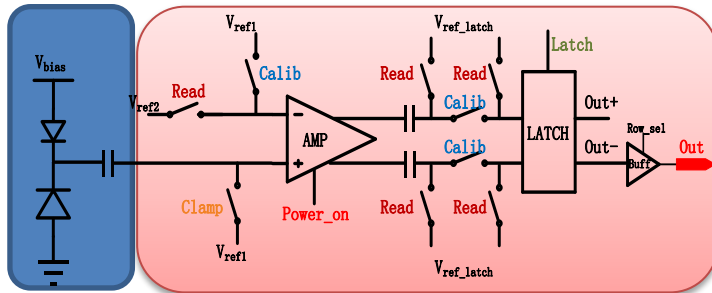 V_ref1
V_ref_latch
Latch
V_bias
Calib
Read
Read
Read
V_ref2
Calib
Out+
AMP
LATCH
Calib
Out-
Row_sel
Buff
Out
Clamp
Read
Read
Power_on
V_ref1
V_ref_latch